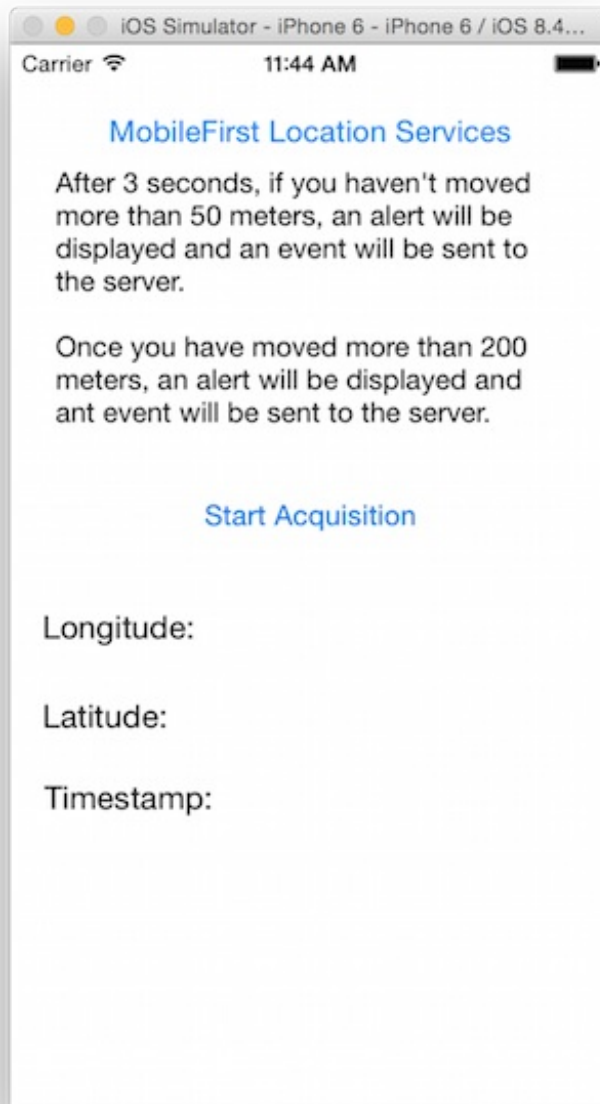 iOS Simulator - iPhone 6 - iPhone 6 / iOS 8.4...
Carrier 11:44 AM
MobileFirst Location Services
After 3 seconds, if you haven't moved
more than 50 meters, an alert will be
displayed and an event will be sent to
the server.
Once you have moved more than 200
meters, an alert will be displayed and
ant event will be sent to the server.
Start Acquisition
Longitude:
Latitude:
Timestamp: